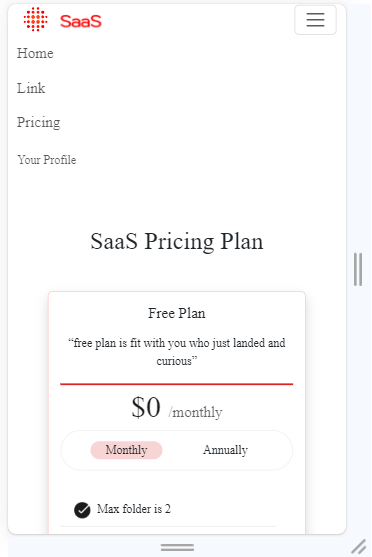 SaaS
Home
Link
Pricing
Your Profile
SaaS Pricing Plan
Free Plan
“free plan is fit with you who just landed and
curious”
$0 /monthly
Monthly Annually
Max folder is 2